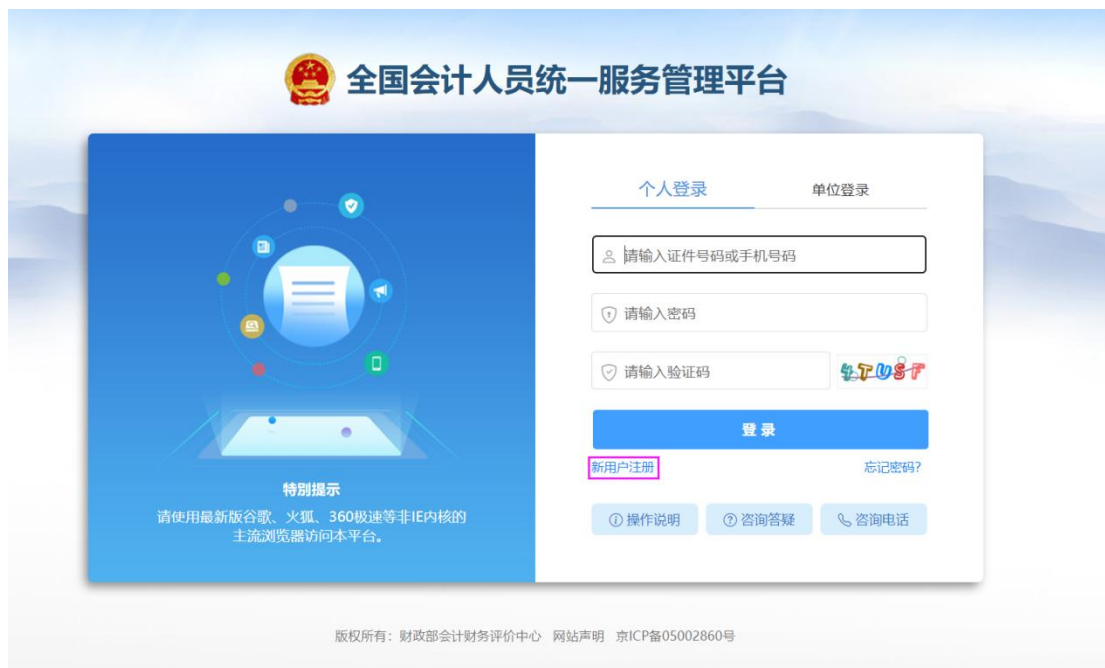 全国会计人员统一服务管理平台
个人登录
单位登录
请输入证件号码或手机号码
请输入密码
请输入验证码
4TUSF
登录
新用户注册
忘记密码?
操作说明
咨询答疑
咨询电话
特别提示
请使用最新版谷歌、火狐、360极速等非IE内核的
主流浏览器访问本平台。
版权所有：财政部会计财务评价中心 网站声明 京ICP备05002860号